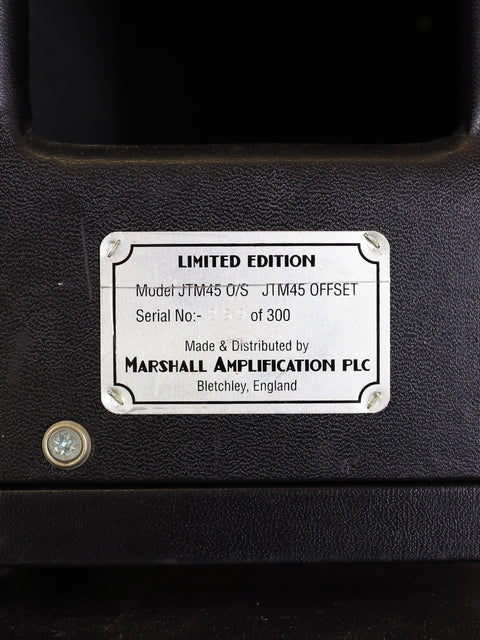 LIMITED EDITION
Model JTM45 O/S JTM45 OFFSET
Serial No:- of 300
Made & Distributed by
MARSHALL AMPLIFICATION PLC
Bletchley, England